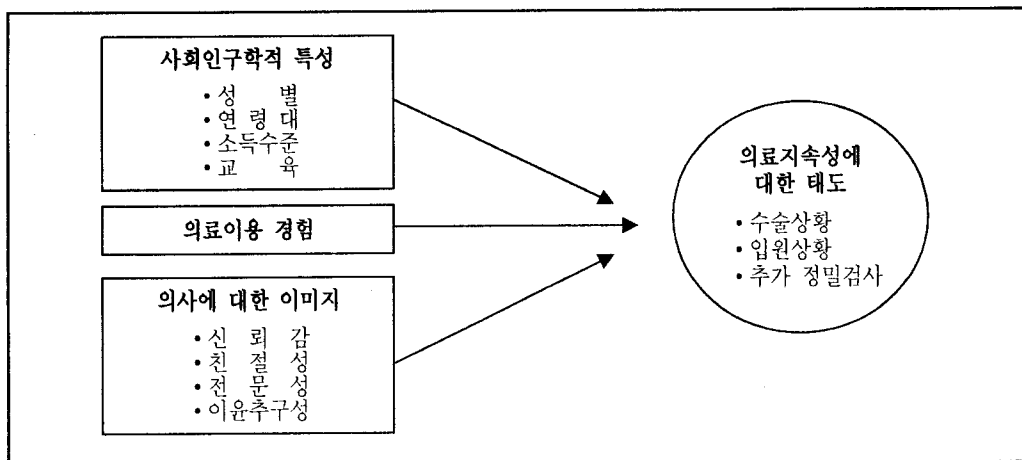 사회인구학적 특성
• 성 별
• 연 령 대
• 소득수준
• 교 육
의료이용 경험
의사에 대한 이미지
• 신 뢰 감
• 친 절 성
• 전 문 성
• 이윤추구성
의료지속성에
대한 태도
• 수술상황
• 입원상황
• 추가 정밀검사